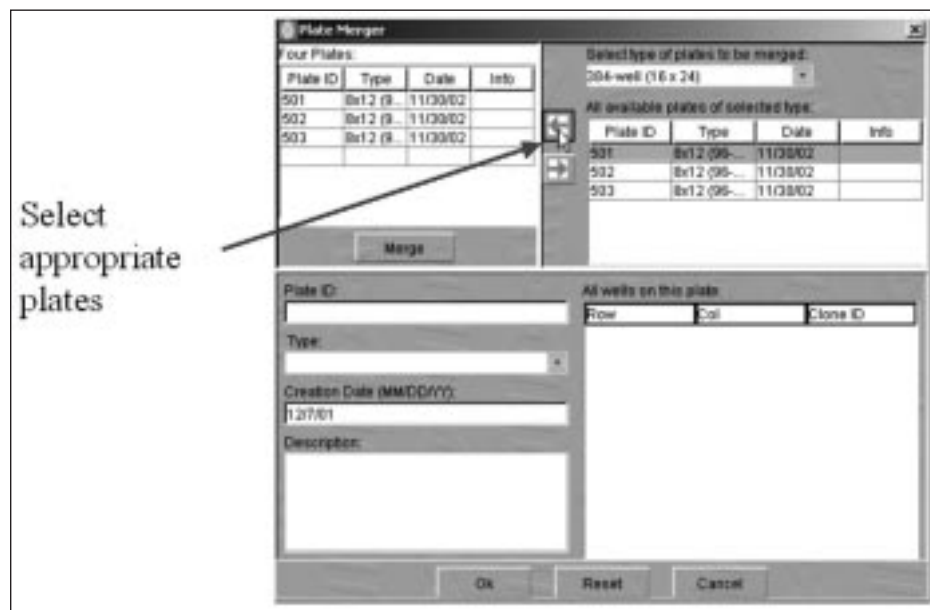 Plate Merger
Four Plates:
Plate ID Type Date Info
501 8x12 (9... 11/30/02
502 8x12 (9... 11/30/02
503 8x12 (9... 11/30/02
Merge
Select type of plates to be merged:
384-well (16 x 24)
All available plates of selected type:
Plate ID Type Date Info
501 8x12 (96-... 11/30/02
502 8x12 (96-... 11/30/02
503 8x12 (96-... 11/30/02
Select
appropriate
plates
Plate ID:
Type:
Creation Date (MM/DD/YY):
12/7/01
Description:
All wells on this plate:
Row Col Clone ID
Ok Reset Cancel